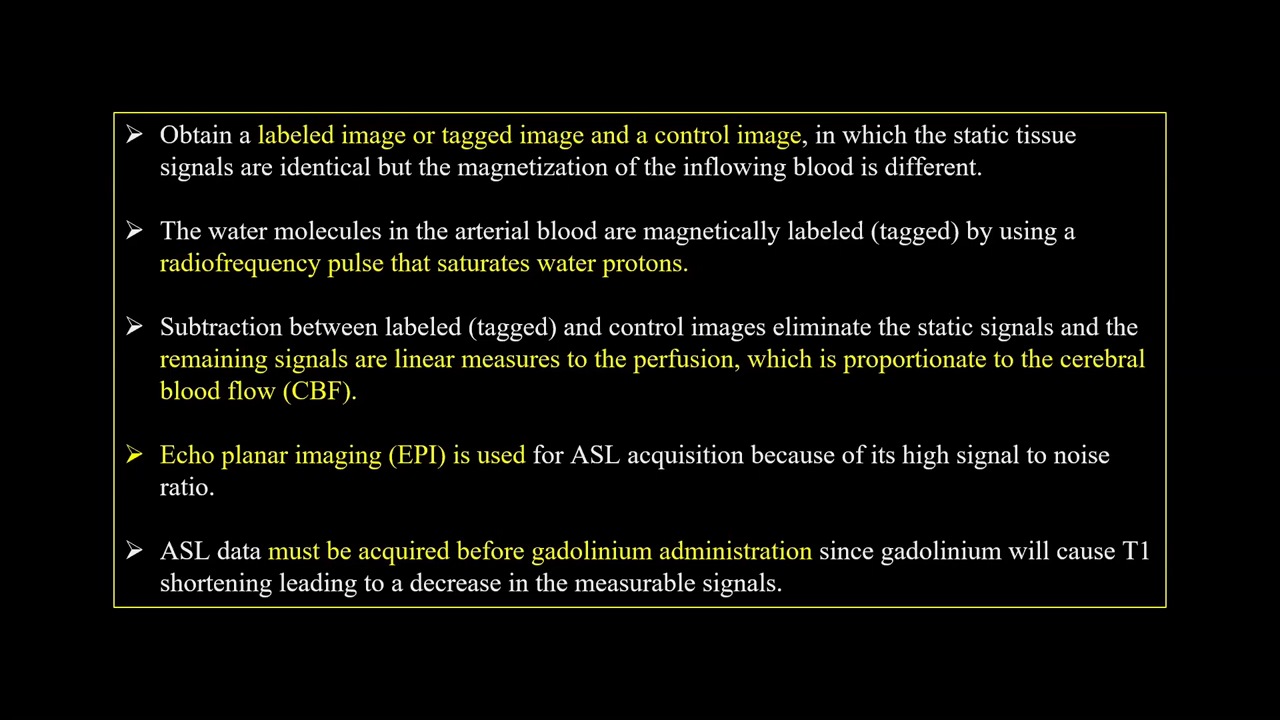 ➢ Obtain a labeled image or tagged image and a control image, in which the static tissue
signals are identical but the magnetization of the inflowing blood is different.
➢ The water molecules in the arterial blood are magnetically labeled (tagged) by using a
radiofrequency pulse that saturates water protons.
➢ Subtraction between labeled (tagged) and control images eliminate the static signals and the
remaining signals are linear measures to the perfusion, which is proportionate to the cerebral
blood flow (CBF).
➢ Echo planar imaging (EPI) is used for ASL acquisition because of its high signal to noise
ratio.
➢ ASL data must be acquired before gadolinium administration since gadolinium will cause T1
shortening leading to a decrease in the measurable signals.